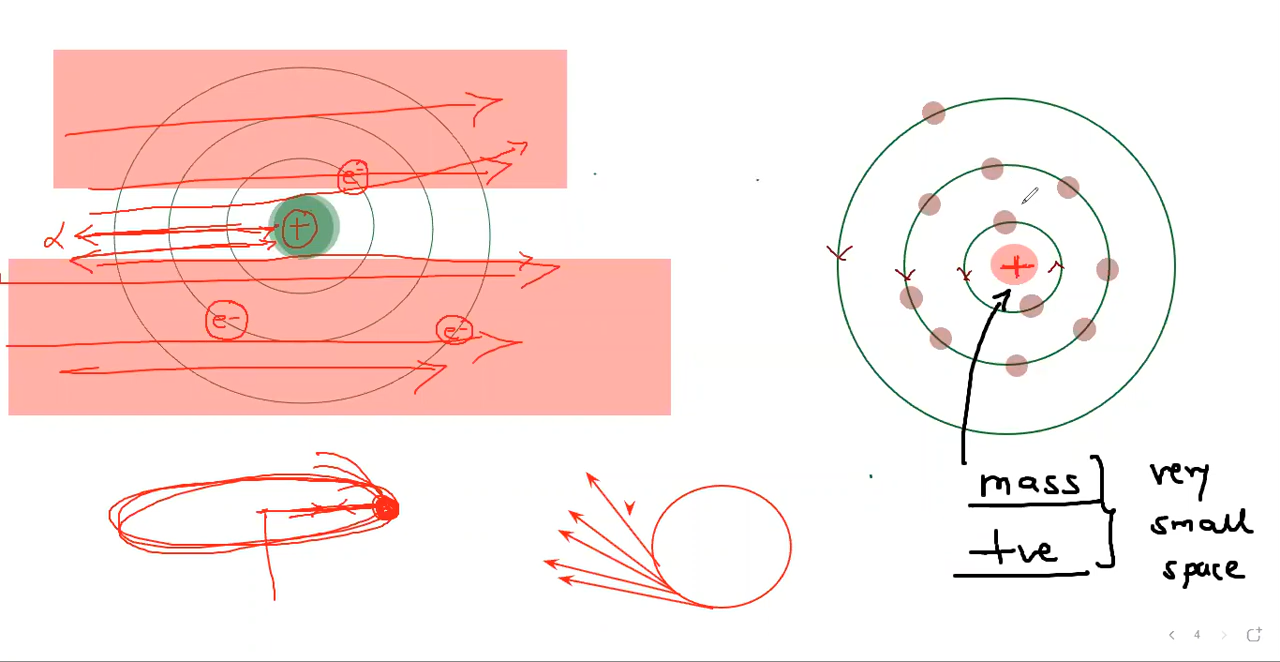 e-
+
α
e-
e-
+
mass
+ve
very
small
space
4